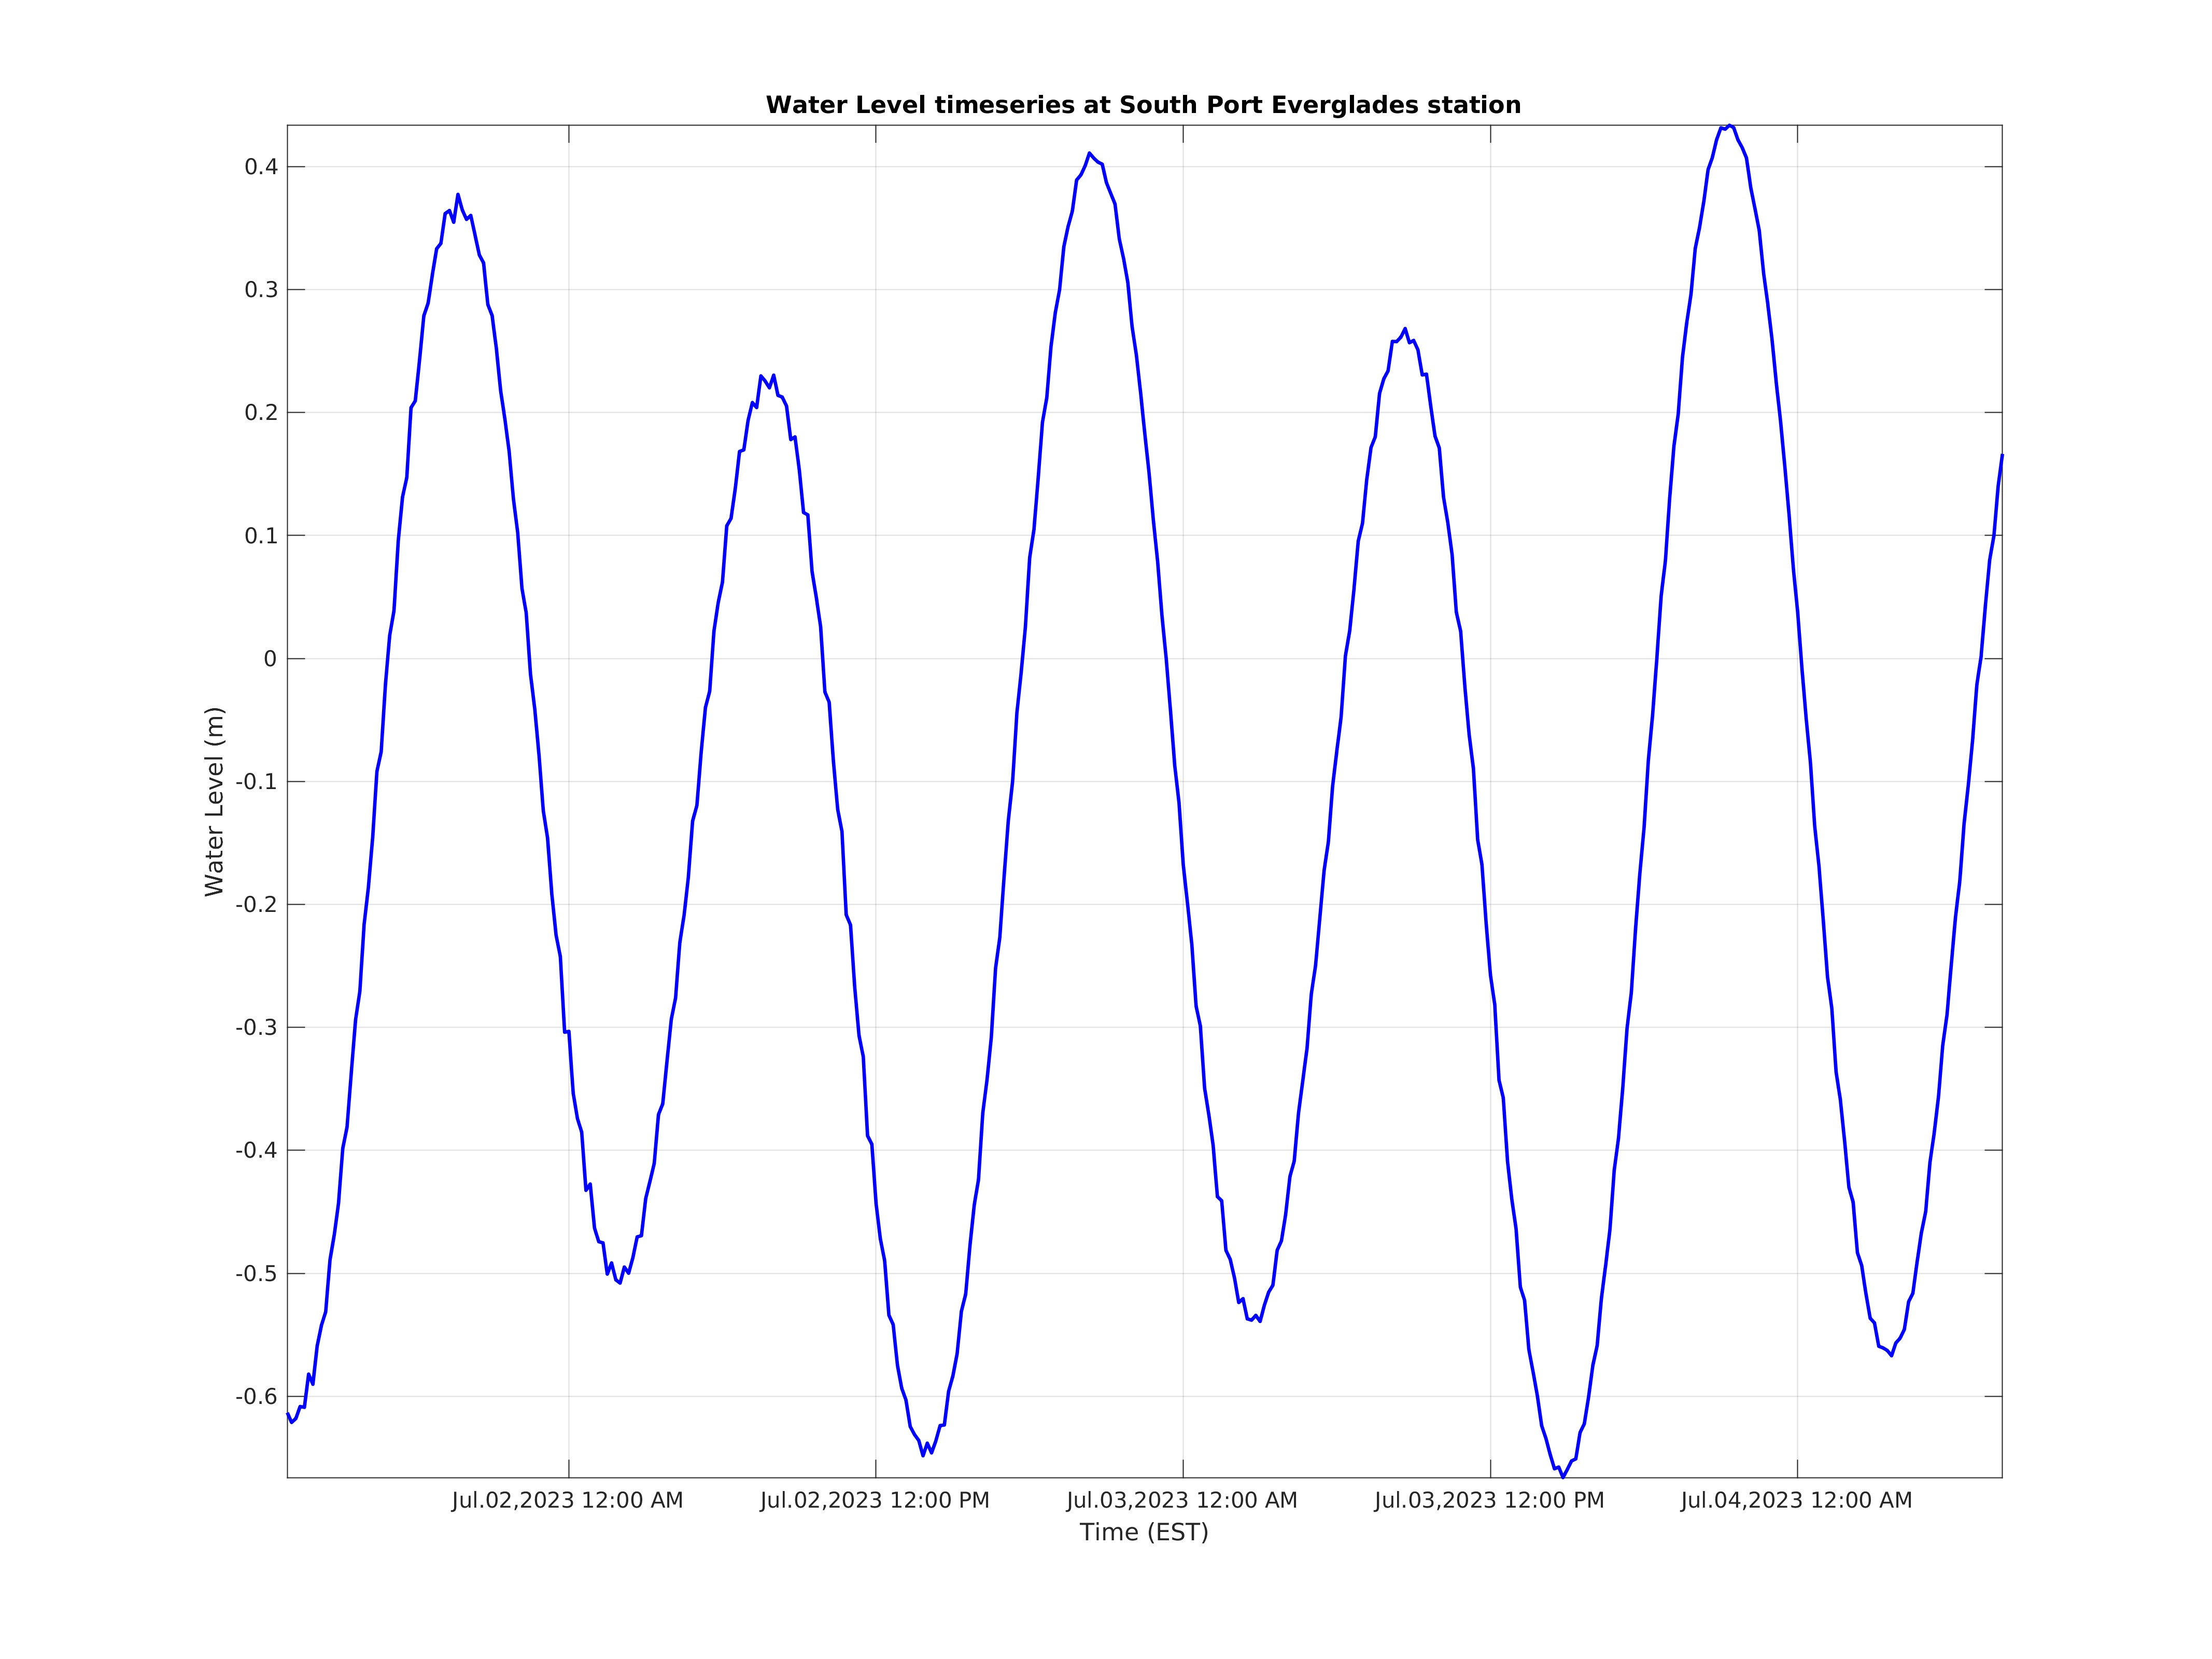 Water Level timeseries at South Port Everglades station
Water Level (m)
0.4
0.3
0.2
0.1
0
-0.1
-0.2
-0.3
-0.4
-0.5
-0.6
Jul.02,2023 12:00 AM
Jul.02,2023 12:00 PM
Jul.03,2023 12:00 AM
Jul.03,2023 12:00 PM
Jul.04,2023 12:00 AM
Time (EST)